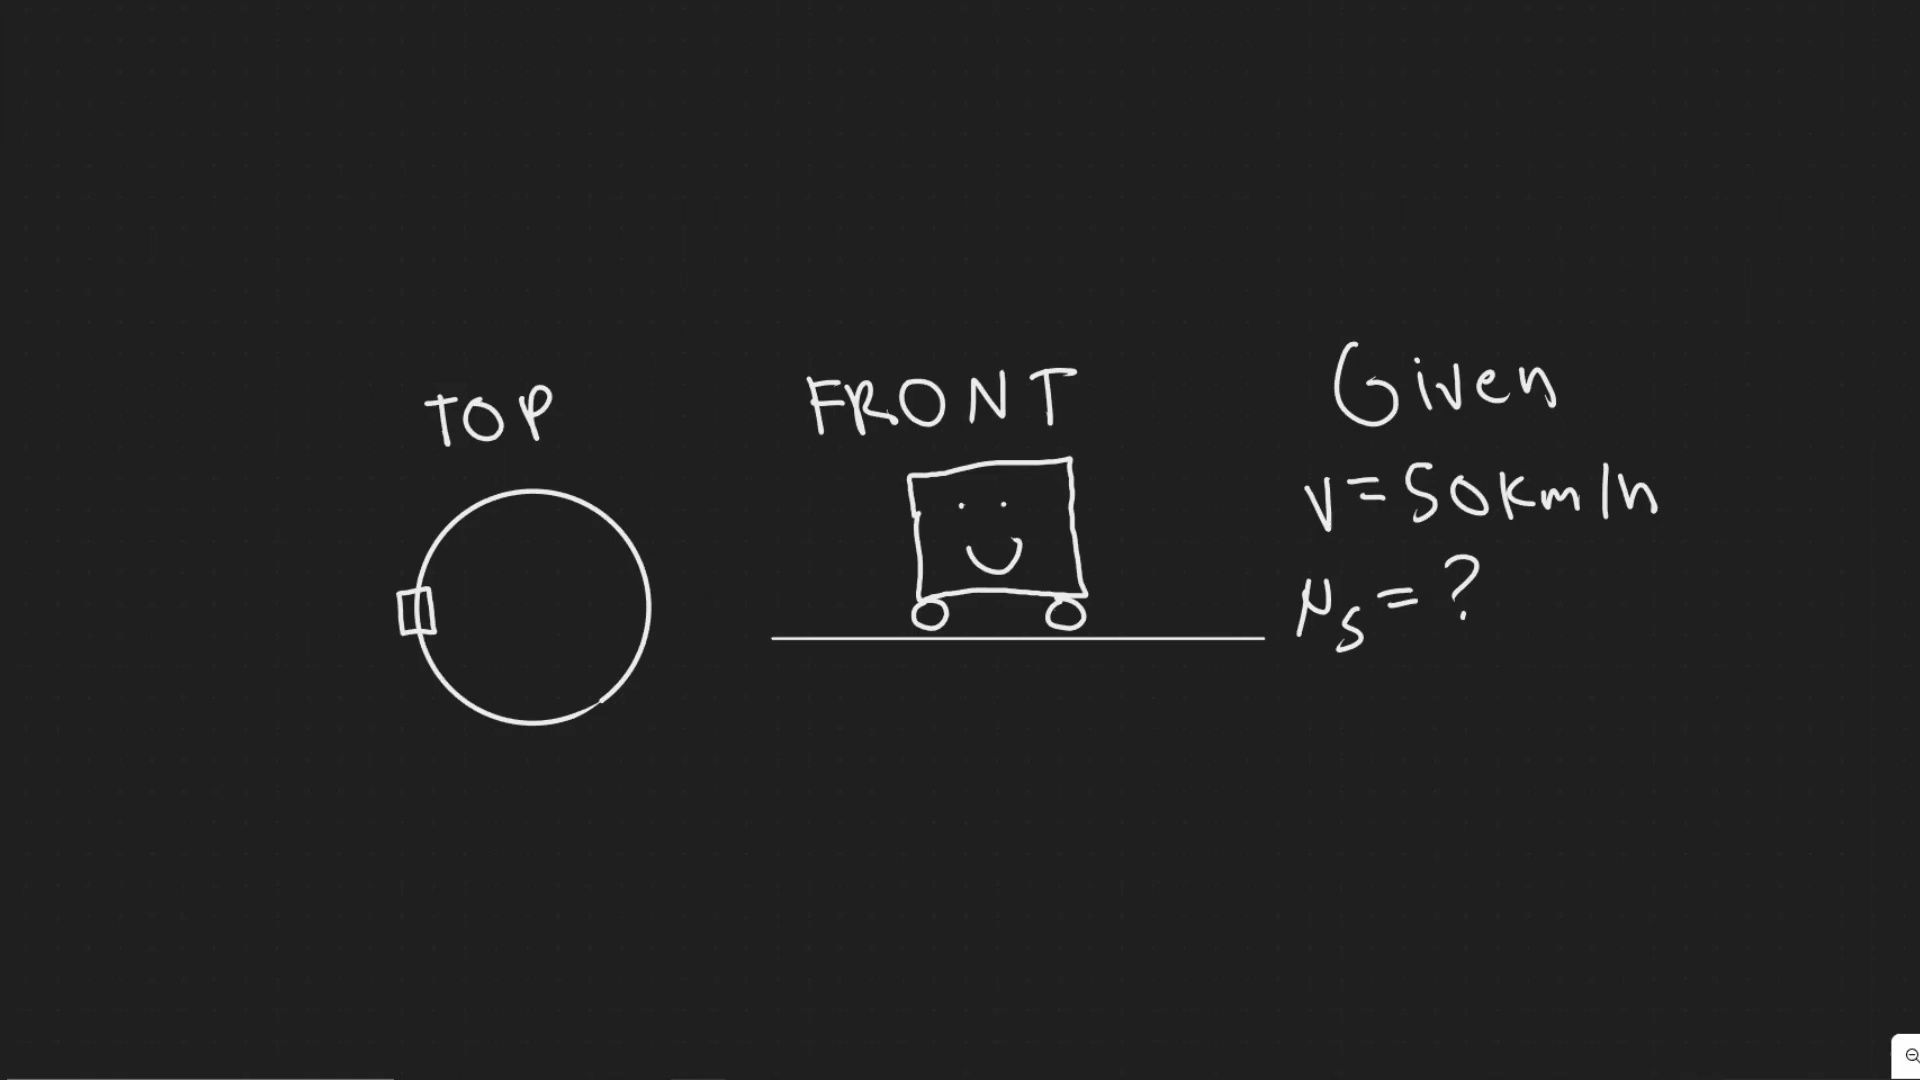 TOP
FRONT
Given
v=50km/h
μs=?